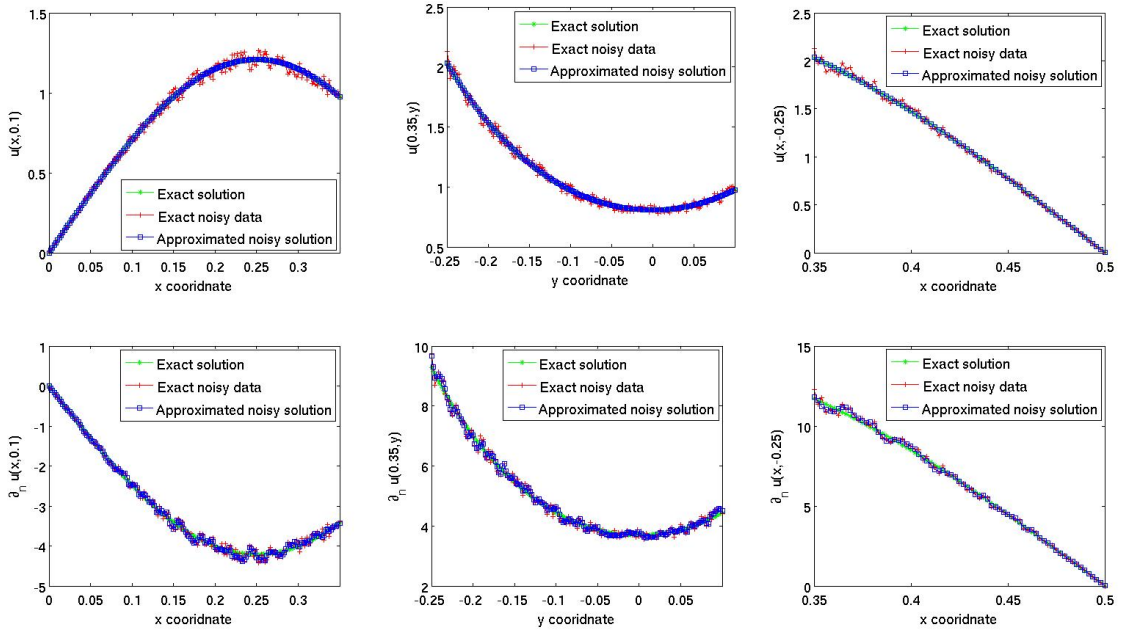 1.5
1
0.5
0
u(x,0.1)
Exact solution
Exact noisy data
Approximated noisy solution
0 0.05 0.1 0.15 0.2 0.25 0.3
x cooridnate
2.5
2
1.5
1
0.5
u(0.35,y)
Exact solution
Exact noisy data
Approximated noisy solution
-0.25 -0.2 -0.15 -0.1 -0.05 0 0.05
y coordinate
2.5
2
1.5
1
0.5
0
u(x,-0.25)
Exact solution
Exact noisy data
Approximated noisy solution
0.35 0.4 0.45 0.5
x cooridnate
1
0
-1
-2
-3
-4
-5
∂n u(x,0.1)
Exact solution
Exact noisy data
Approximated noisy solution
0 0.05 0.1 0.15 0.2 0.25 0.3
x coordnate
10
8
6
4
2
∂n u(0.35,y)
Exact solution
Exact noisy data
Approximated noisy solution
-0.25 -0.2 -0.15 -0.1 -0.05 0 0.05
y coordnate
15
10
5
0
∂n u(x,-0.25)
Exact solution
Exact noisy data
Approximated noisy solution
0.35 0.4 0.45 0.5
x coordnate